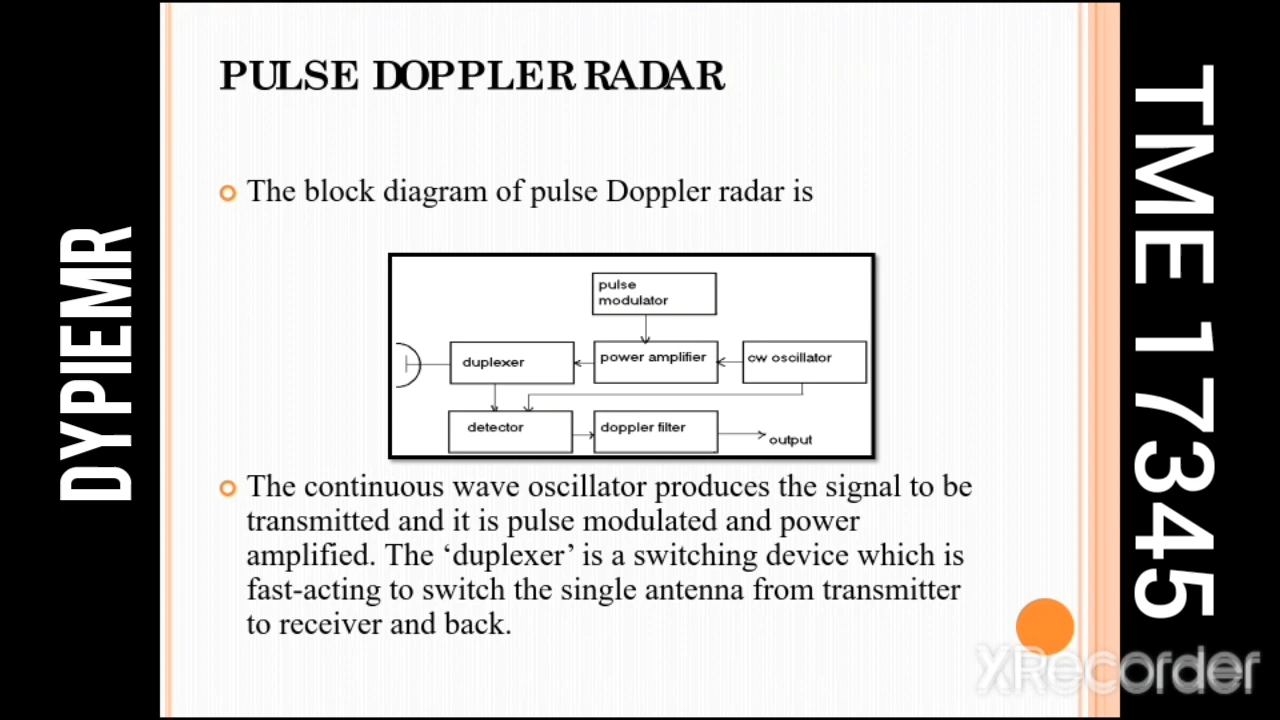 PULSE DOPPLER RADAR
The block diagram of pulse Doppler radar is
pulse
modulator
duplexer
power amplifier
cw oscillator
detector
doppler filter
output
The continuous wave oscillator produces the signal to be
transmitted and it is pulse modulated and power
amplified. The ‘duplexer’ is a switching device which is
fast-acting to switch the single antenna from transmitter
to receiver and back.
DYPIEMR
TME 17345
XRecorder